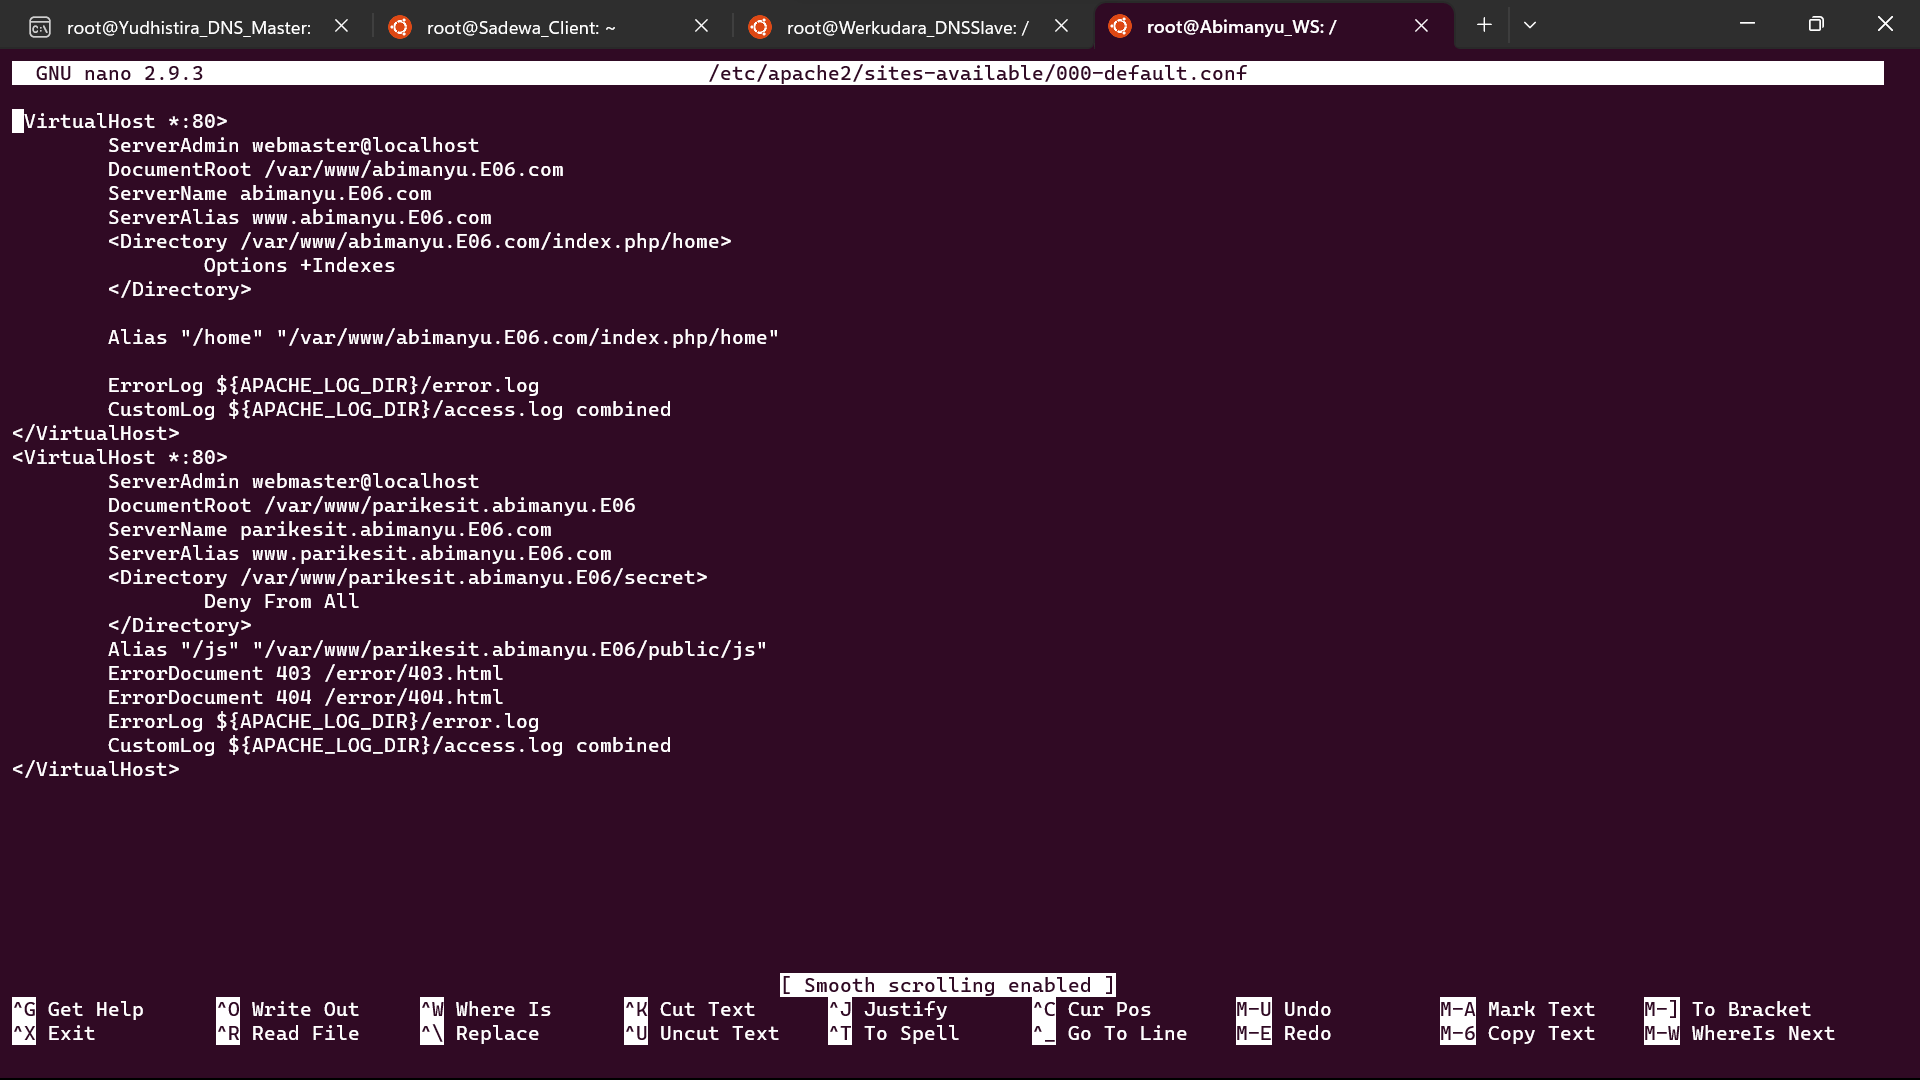 root@Yudhistira_DNS_Master:
root@Sadewa_Client: ~
root@Werkudara_DNSSlave: /
root@Abimanyu_WS: /
GNU nano 2.9.3 /etc/apache2/sites-available/000-default.conf
VirtualHost *:80>
ServerAdmin webmaster@localhost
DocumentRoot /var/www/abimanyu.E06.com
ServerName abimanyu.E06.com
ServerAlias www.abimanyu.E06.com
<Directory /var/www/abimanyu.E06.com/index.php/home>
Options +Indexes
</Directory>
Alias "/home" "/var/www/abimanyu.E06.com/index.php/home"
ErrorLog ${APACHE_LOG_DIR}/error.log
CustomLog ${APACHE_LOG_DIR}/access.log combined
</VirtualHost>
<VirtualHost *:80>
ServerAdmin webmaster@localhost
DocumentRoot /var/www/parikesit.abimanyu.E06
ServerName parikesit.abimanyu.E06.com
ServerAlias www.parikesit.abimanyu.E06.com
<Directory /var/www/parikesit.abimanyu.E06/secret>
Deny From All
</Directory>
Alias "/js" "/var/www/parikesit.abimanyu.E06/public/js"
ErrorDocument 403 /error/403.html
ErrorDocument 404 /error/404.html
ErrorLog ${APACHE_LOG_DIR}/error.log
CustomLog ${APACHE_LOG_DIR}/access.log combined
</VirtualHost>
[ Smooth scrolling enabled ]
^G Get Help ^O Write Out ^W Where Is ^K Cut Text ^J Justify ^C Cur Pos M-U Undo M-A Mark Text M-] To Bracket
^X Exit ^R Read File ^\ Replace ^U Uncut Text ^T To Spell ^_ Go To Line M-E Redo M-6 Copy Text M-W WhereIs Next